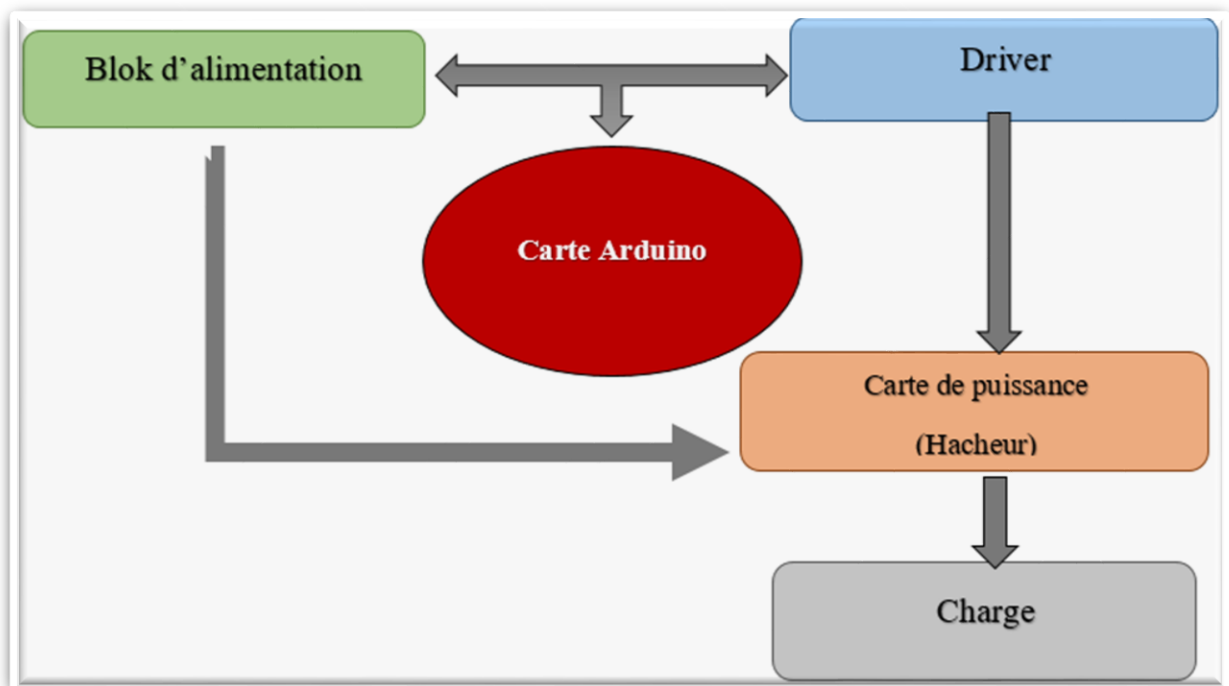 Blok d’alimentation
Driver
Carte Arduino
Carte de puissance
(Hacheur)
Charge